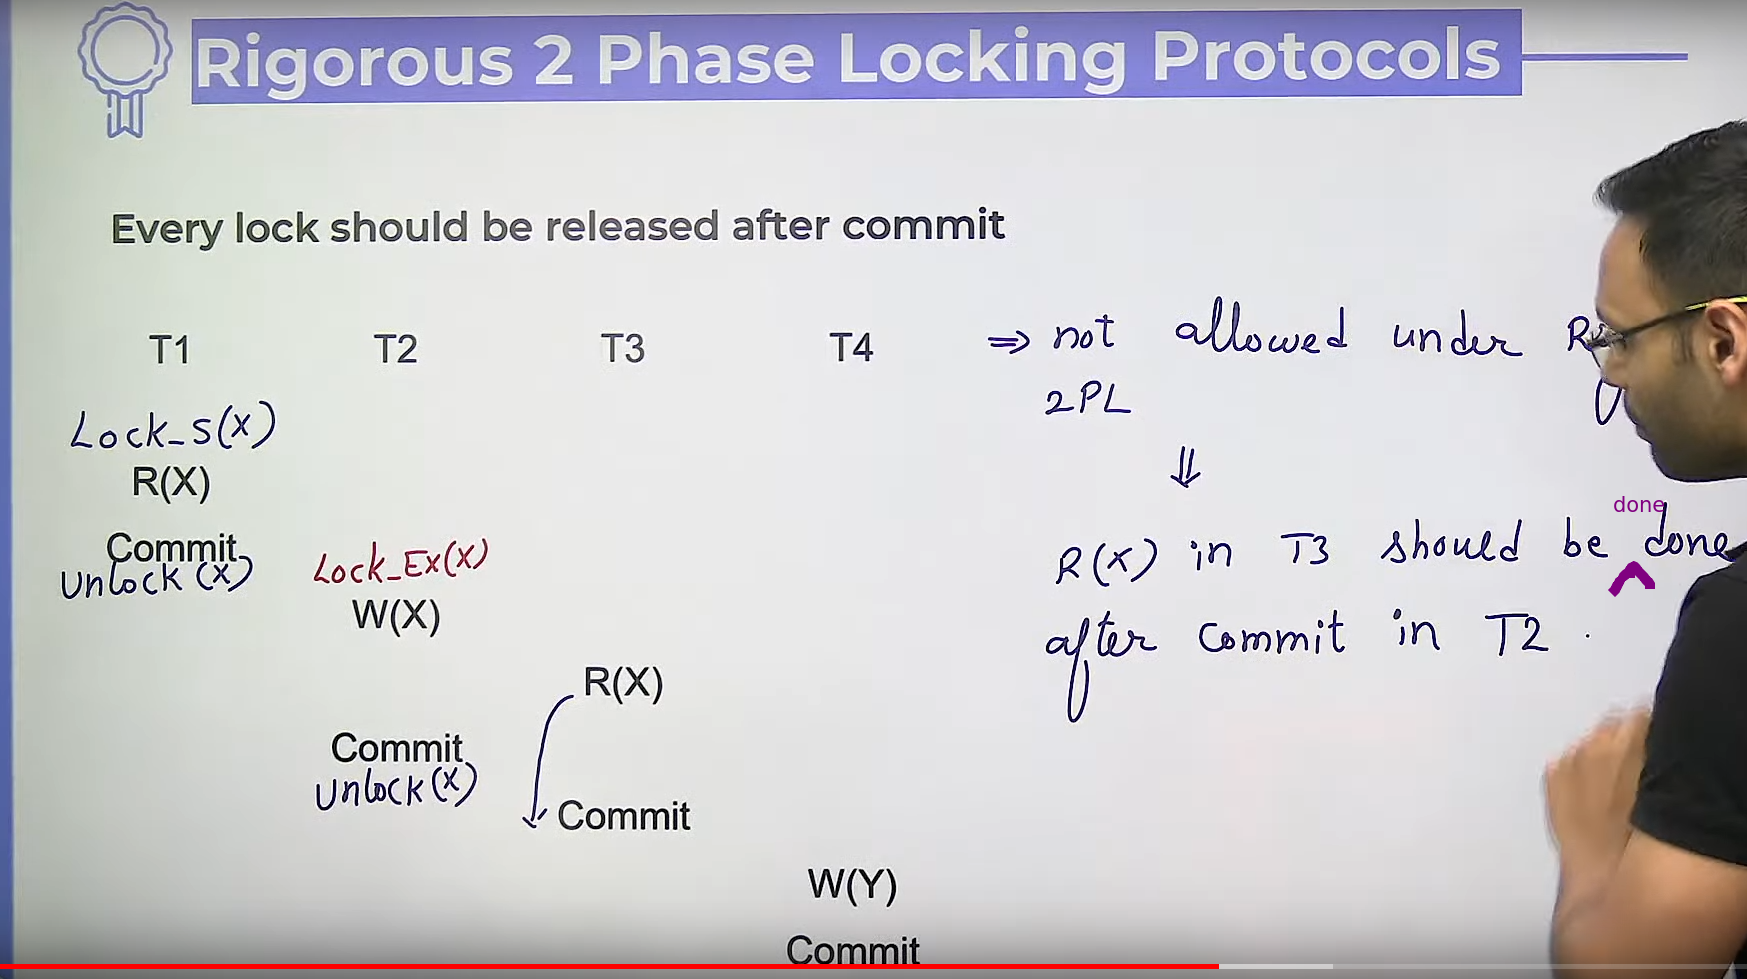 Rigorous 2 Phase Locking Protocols
Every lock should be released after commit
T1 T2 T3 T4 ⇒ not allowed under
2PL
Lock_S(X)
R(X)
⇓
done
Commit
Unlock (X)
Lock_Ex(X)
R(X) in T3 should be done
W(X)
after commit in T2 .
R(X)
Commit
Unlock(X)
Commit
W(Y)
Commit